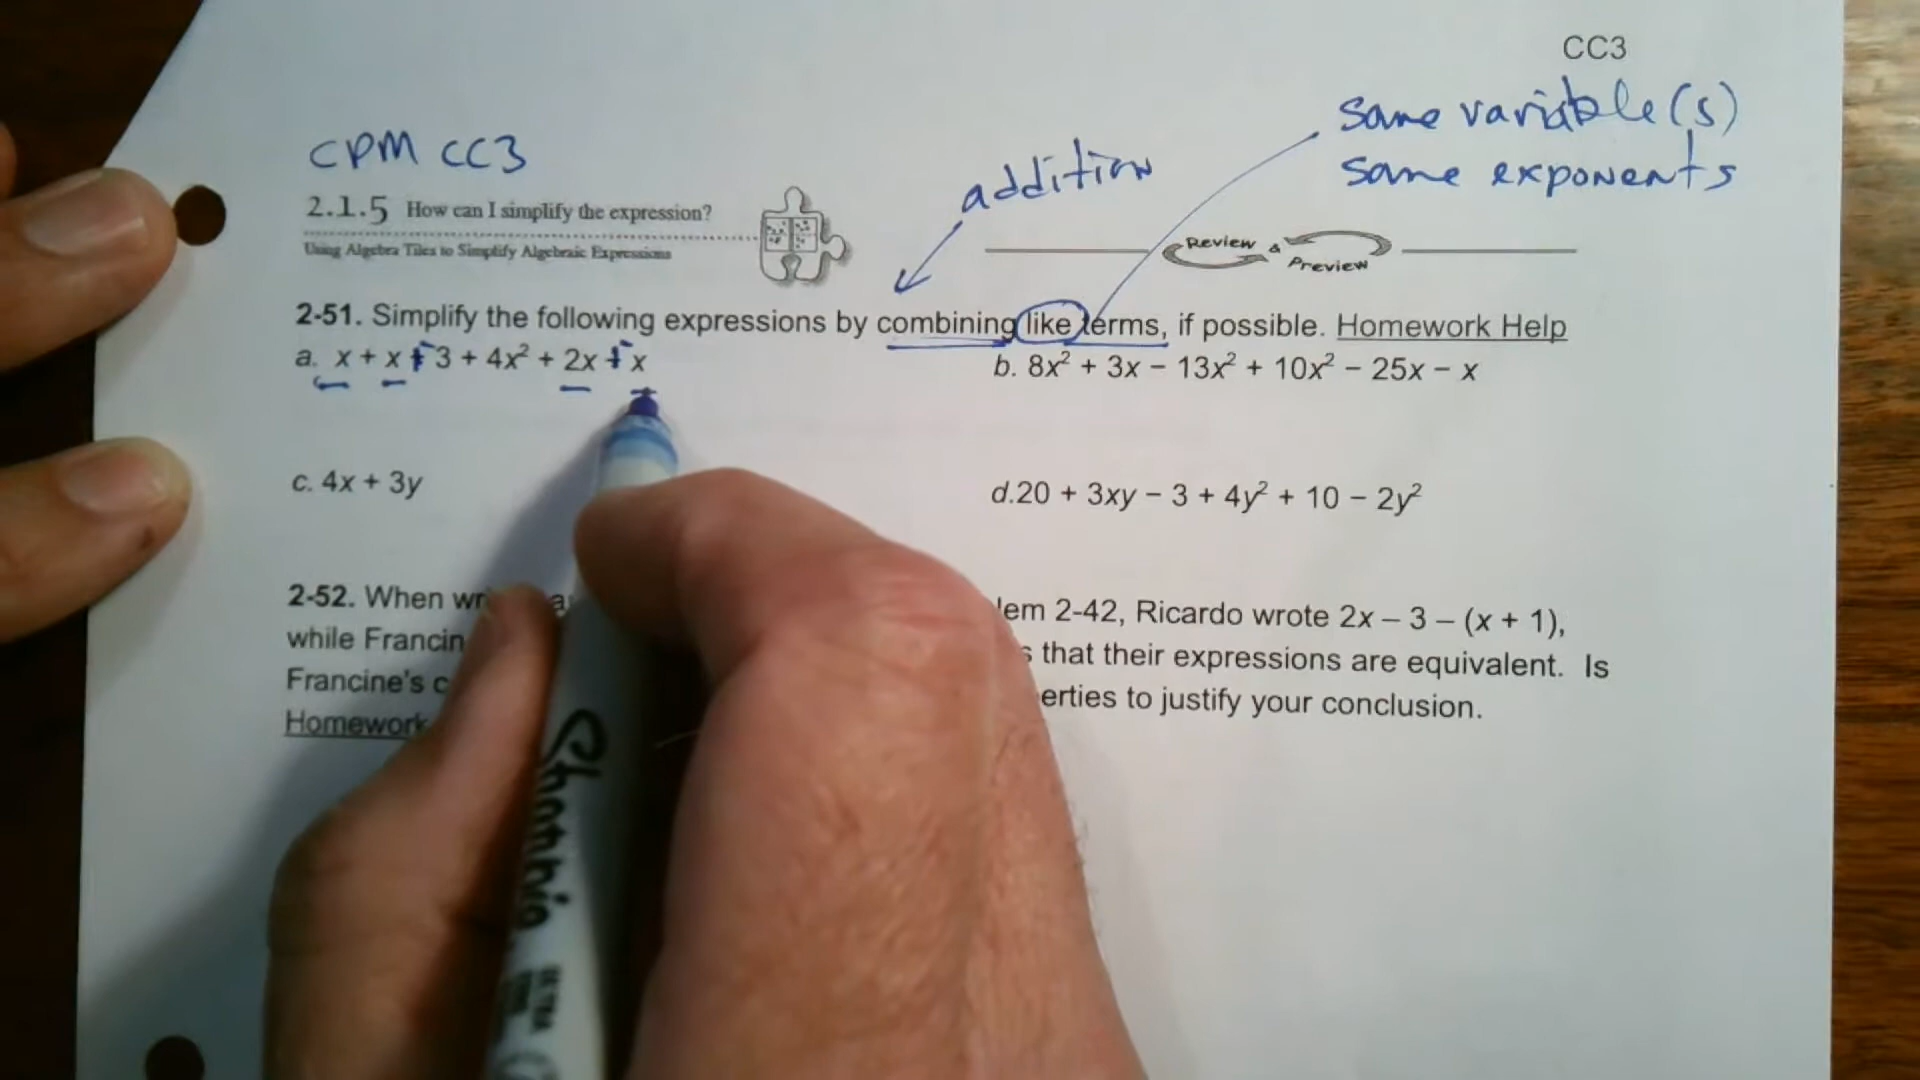 CC3
same variable(s)
same exponents
CPM CC3
addition
2.1.5 How can I simplify the expression?
Using Algebra Tiles to Simplify Algebraic Expressions
Review & Preview
2-51. Simplify the following expressions by combining like terms, if possible. Homework Help
a. x + x + ⁻3 + 4x² + 2x + ⁻x
b. 8x² + 3x − 13x² + 10x² − 25x − x
c. 4x + 3y
d.20 + 3xy − 3 + 4y² + 10 − 2y²
2-52. When 2-42, Ricardo wrote 2x − 3 − (x + 1),
while that their expressions are equivalent. Is
Francine's to justify your conclusion.
Homework
Sharpie